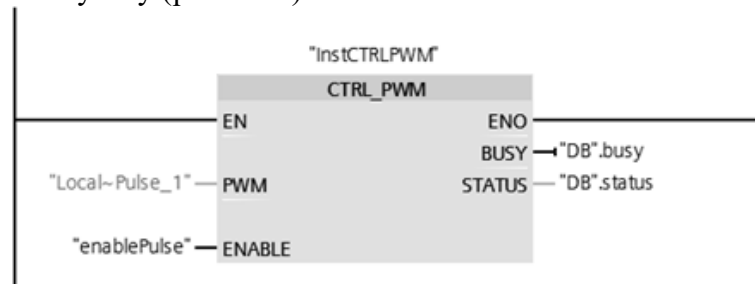 "InstCTRLPWM"
CTRL_PWM
EN ENO
BUSY "DB".busy
"Local~Pulse_1" PWM STATUS "DB".status
"enablePulse" ENABLE